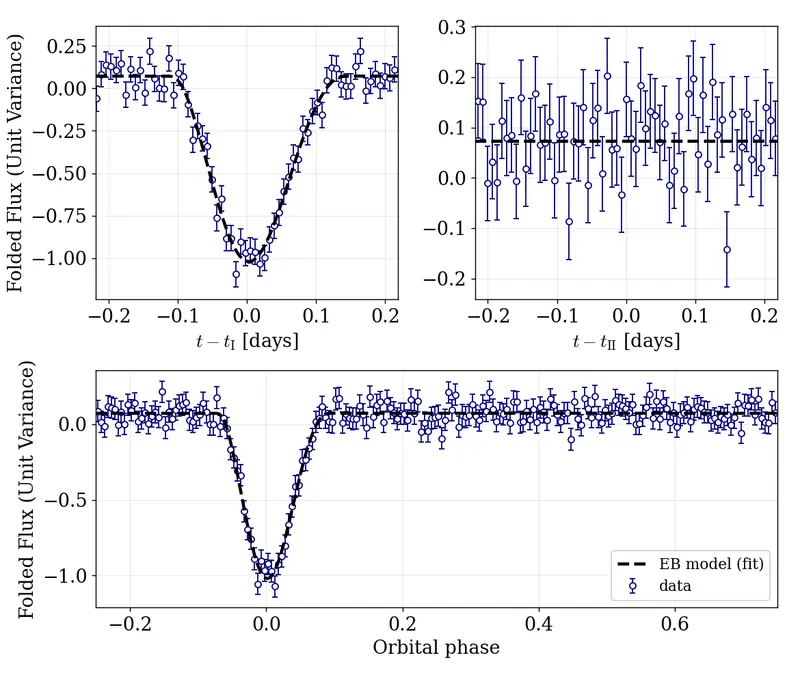 Folded Flux (Unit Variance)
0.25
0.00
−0.25
−0.50
−0.75
−1.00
−0.2 −0.1 0.0 0.1 0.2
t − tI [days]
0.3
0.2
0.1
0.0
−0.1
−0.2
−0.2 −0.1 0.0 0.1 0.2
t − tII [days]
Folded Flux (Unit Variance)
0.0
−0.5
−1.0
EB model (fit)
data
−0.2 0.0 0.2 0.4 0.6
Orbital phase